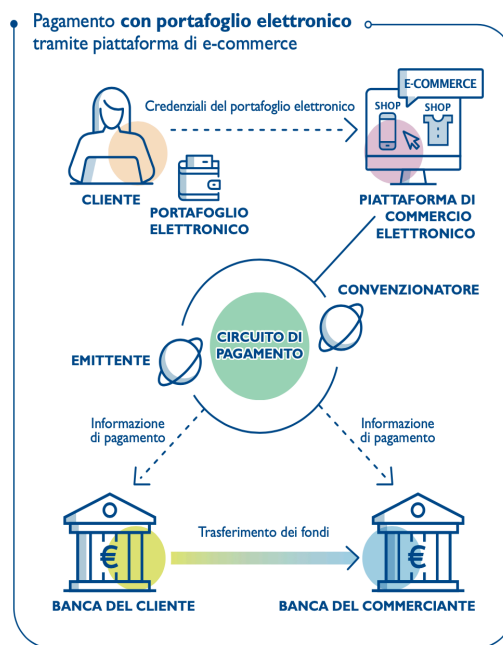 Pagamento con portafoglio elettronico
tramite piattaforma di e-commerce
E-COMMERCE
SHOP
SHOP
Credenziali del portafoglio elettronico
CLIENTE
PORTAFOGLIO
ELETTRONICO
PIATTAFORMA DI
COMMERCIO
ELETTRONICO
CONVENZIONATORE
CIRCUITO DI
PAGAMENTO
EMITTENTE
Informazione
di pagamento
Informazione
di pagamento
€
Trasferimento dei fondi
€
BANCA DEL CLIENTE
BANCA DEL COMMERCIANTE